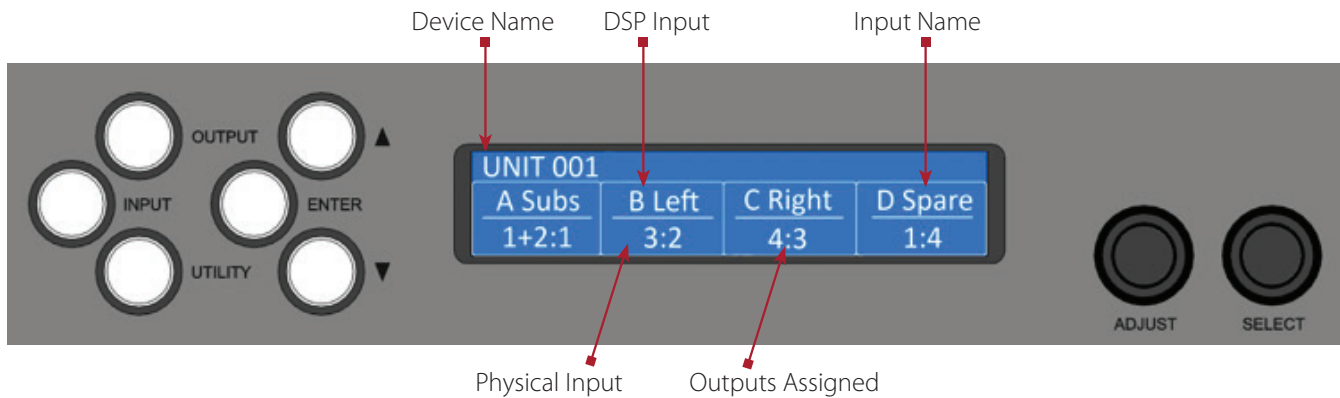 Device Name DSP Input Input Name
OUTPUT ▲
INPUT ENTER
UTILITY ▼
UNIT 001
A Subs B Left C Right D Spare
1+2:1 3:2 4:3 1:4
ADJUST SELECT
Physical Input Outputs Assigned